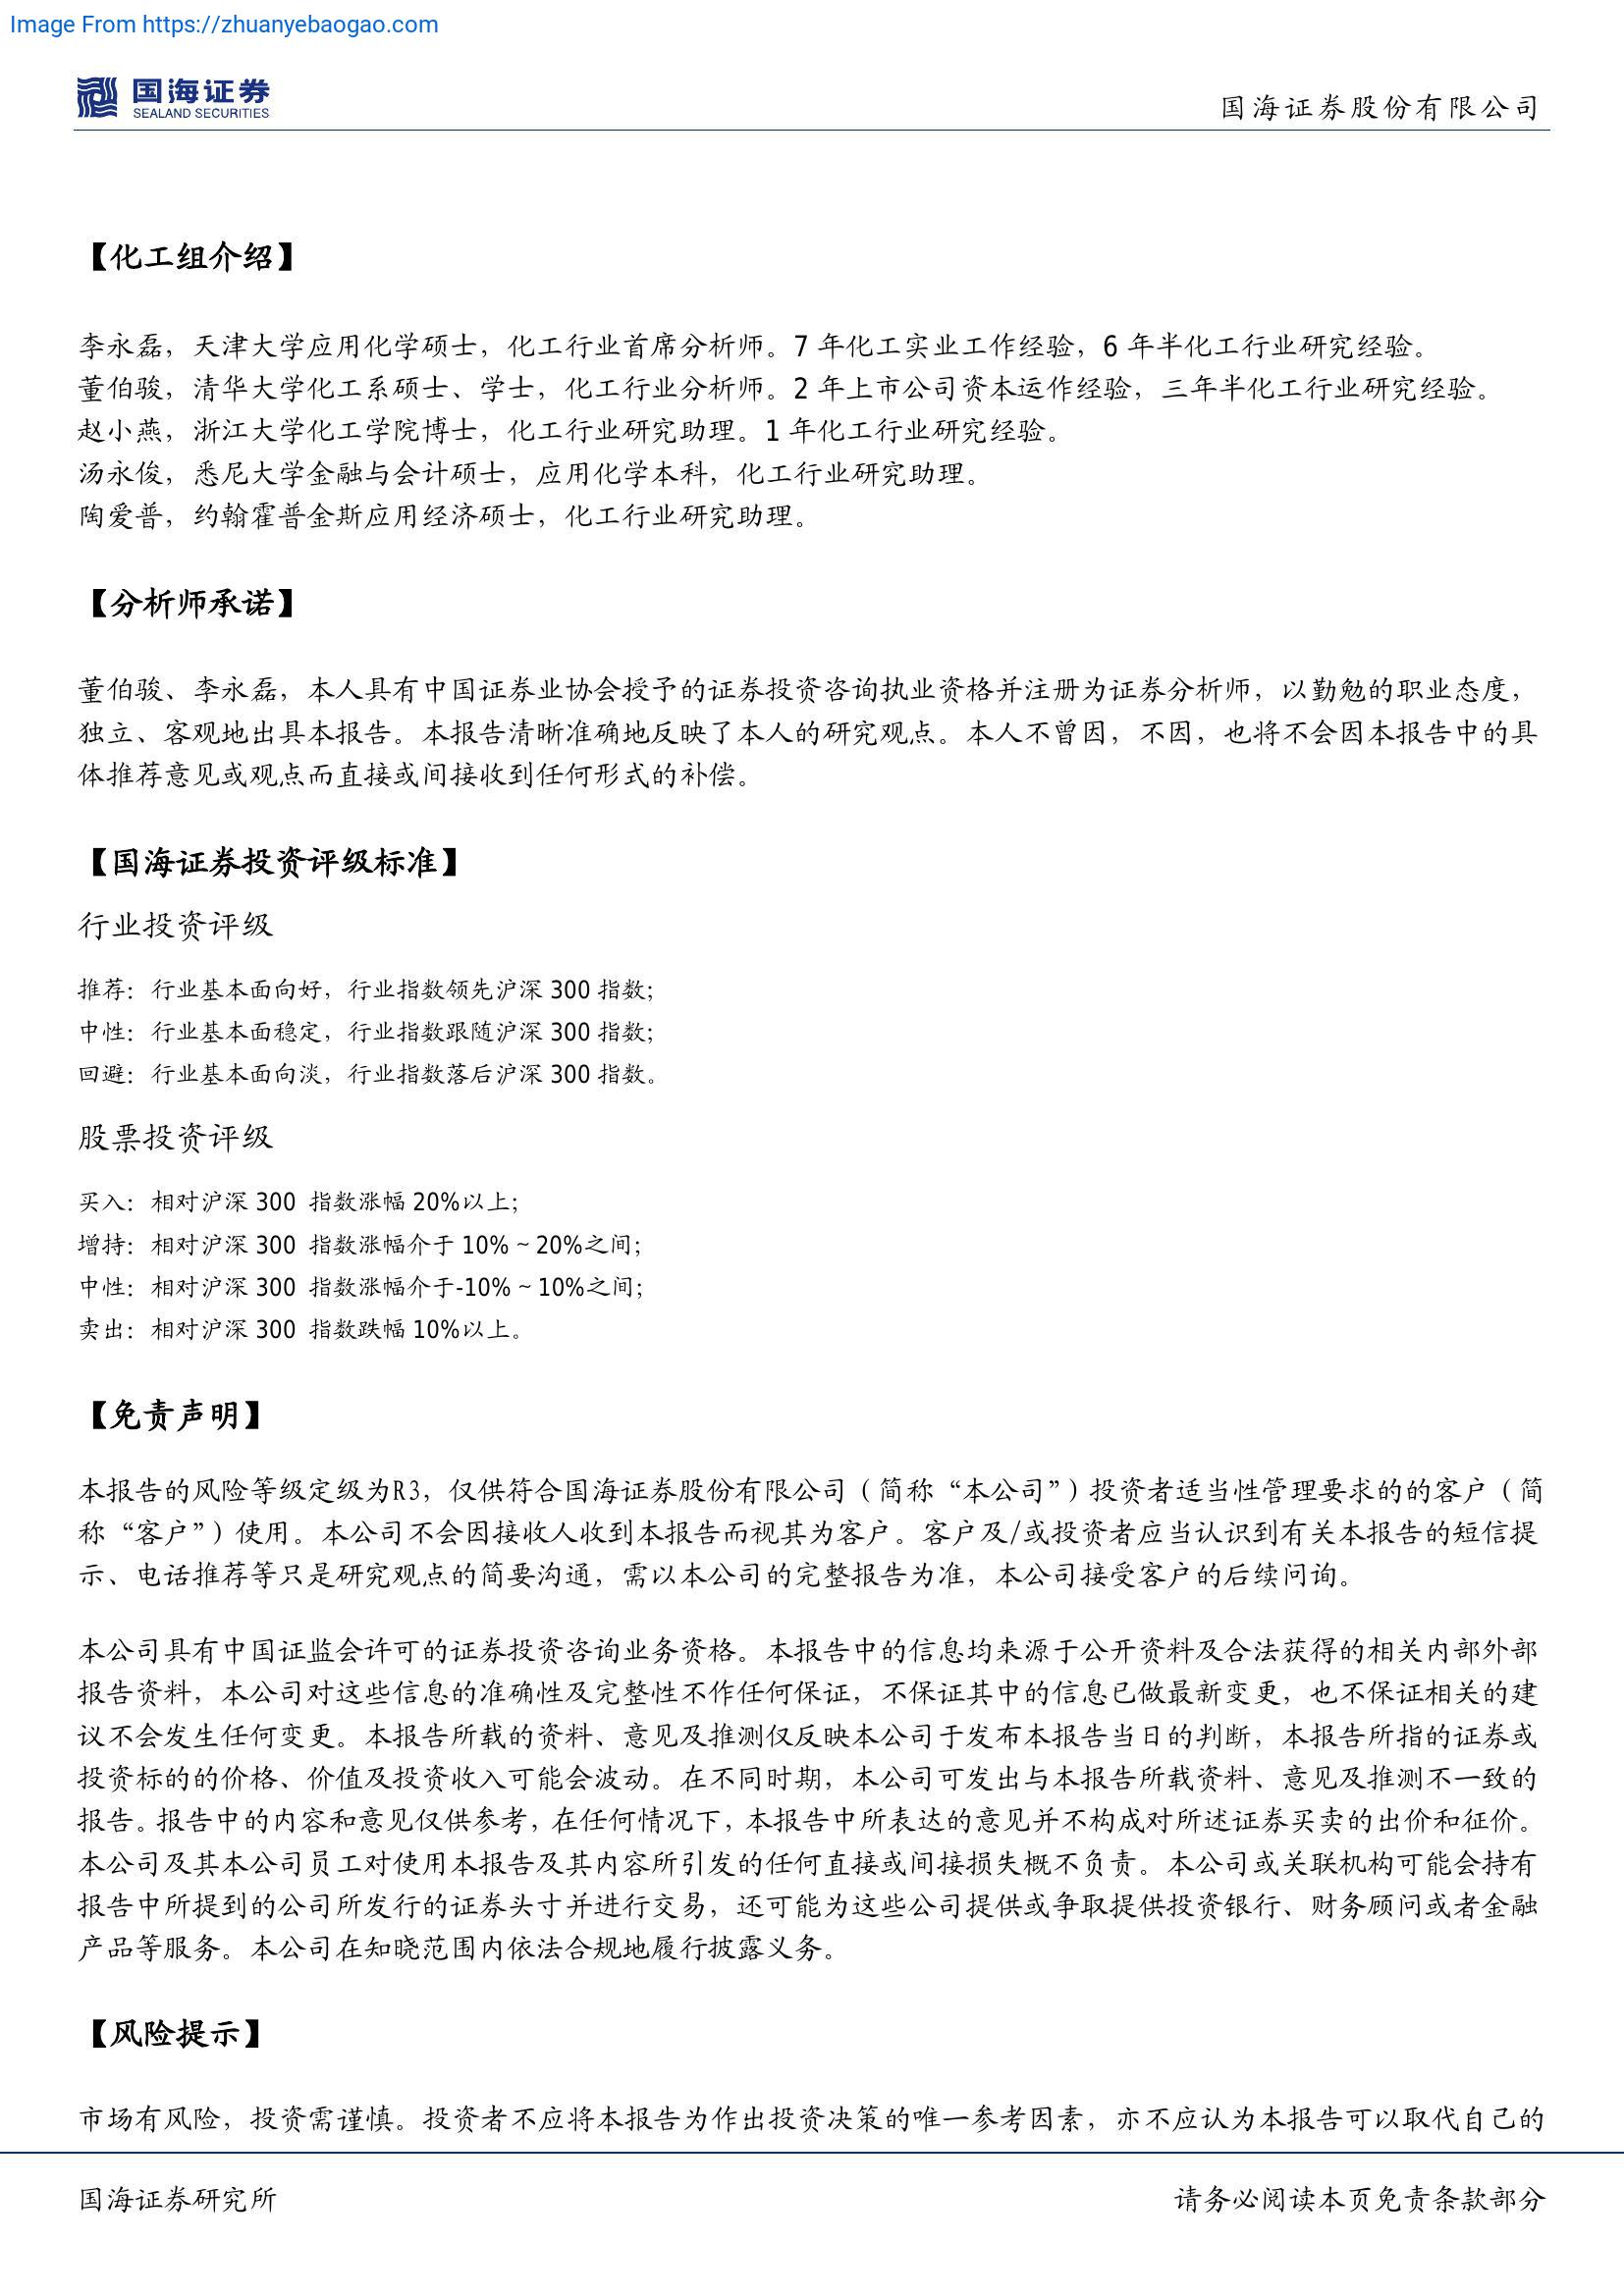 Image From https://zhuanyebaogao.com
国海证券
SEALAND SECURITIES
国海证券股份有限公司
【化工组介绍】
李永磊，天津大学应用化学硕士，化工行业首席分析师。7 年化工实业工作经验，6 年半化工行业研究经验。
董伯骏，清华大学化工系硕士、学士，化工行业分析师。2 年上市公司资本运作经验，三年半化工行业研究经验。
赵小燕，浙江大学化工学院博士，化工行业研究助理。1 年化工行业研究经验。
汤永俊，悉尼大学金融与会计硕士，应用化学本科，化工行业研究助理。
陶爱普，约翰霍普金斯应用经济硕士，化工行业研究助理。
【分析师承诺】
董伯骏、李永磊，本人具有中国证券业协会授予的证券投资咨询执业资格并注册为证券分析师，以勤勉的职业态度，
独立、客观地出具本报告。本报告清晰准确地反映了本人的研究观点。本人不曾因，不因，也将不会因本报告中的具
体推荐意见或观点而直接或间接收到任何形式的补偿。
【国海证券投资评级标准】
行业投资评级
推荐：行业基本面向好，行业指数领先沪深 300 指数；
中性：行业基本面稳定，行业指数跟随沪深 300 指数；
回避：行业基本面向淡，行业指数落后沪深 300 指数。
股票投资评级
买入：相对沪深 300 指数涨幅 20%以上；
增持：相对沪深 300 指数涨幅介于 10%～20%之间；
中性：相对沪深 300 指数涨幅介于-10%～10%之间；
卖出：相对沪深 300 指数跌幅 10%以上。
【免责声明】
本报告的风险等级定级为R3，仅供符合国海证券股份有限公司（简称“本公司”）投资者适当性管理要求的的客户（简
称“客户”）使用。本公司不会因接收人收到本报告而视其为客户。客户及/或投资者应当认识到有关本报告的短信提
示、电话推荐等只是研究观点的简要沟通，需以本公司的完整报告为准，本公司接受客户的后续问询。
本公司具有中国证监会许可的证券投资咨询业务资格。本报告中的信息均来源于公开资料及合法获得的相关内部外部
报告资料，本公司对这些信息的准确性及完整性不作任何保证，不保证其中的信息已做最新变更，也不保证相关的建
议不会发生任何变更。本报告所载的资料、意见及推测仅反映本公司于发布本报告当日的判断，本报告所指的证券或
投资标的的价格、价值及投资收入可能会波动。在不同时期，本公司可发出与本报告所载资料、意见及推测不一致的
报告。报告中的内容和意见仅供参考，在任何情况下，本报告中所表达的意见并不构成对所述证券买卖的出价和征价。
本公司及其本公司员工对使用本报告及其内容所引发的任何直接或间接损失概不负责。本公司或关联机构可能会持有
报告中所提到的公司所发行的证券头寸并进行交易，还可能为这些公司提供或争取提供投资银行、财务顾问或者金融
产品等服务。本公司在知晓范围内依法合规地履行披露义务。
【风险提示】
市场有风险，投资需谨慎。投资者不应将本报告为作出投资决策的唯一参考因素，亦不应认为本报告可以取代自己的
国海证券研究所
请务必阅读本页免责条款部分